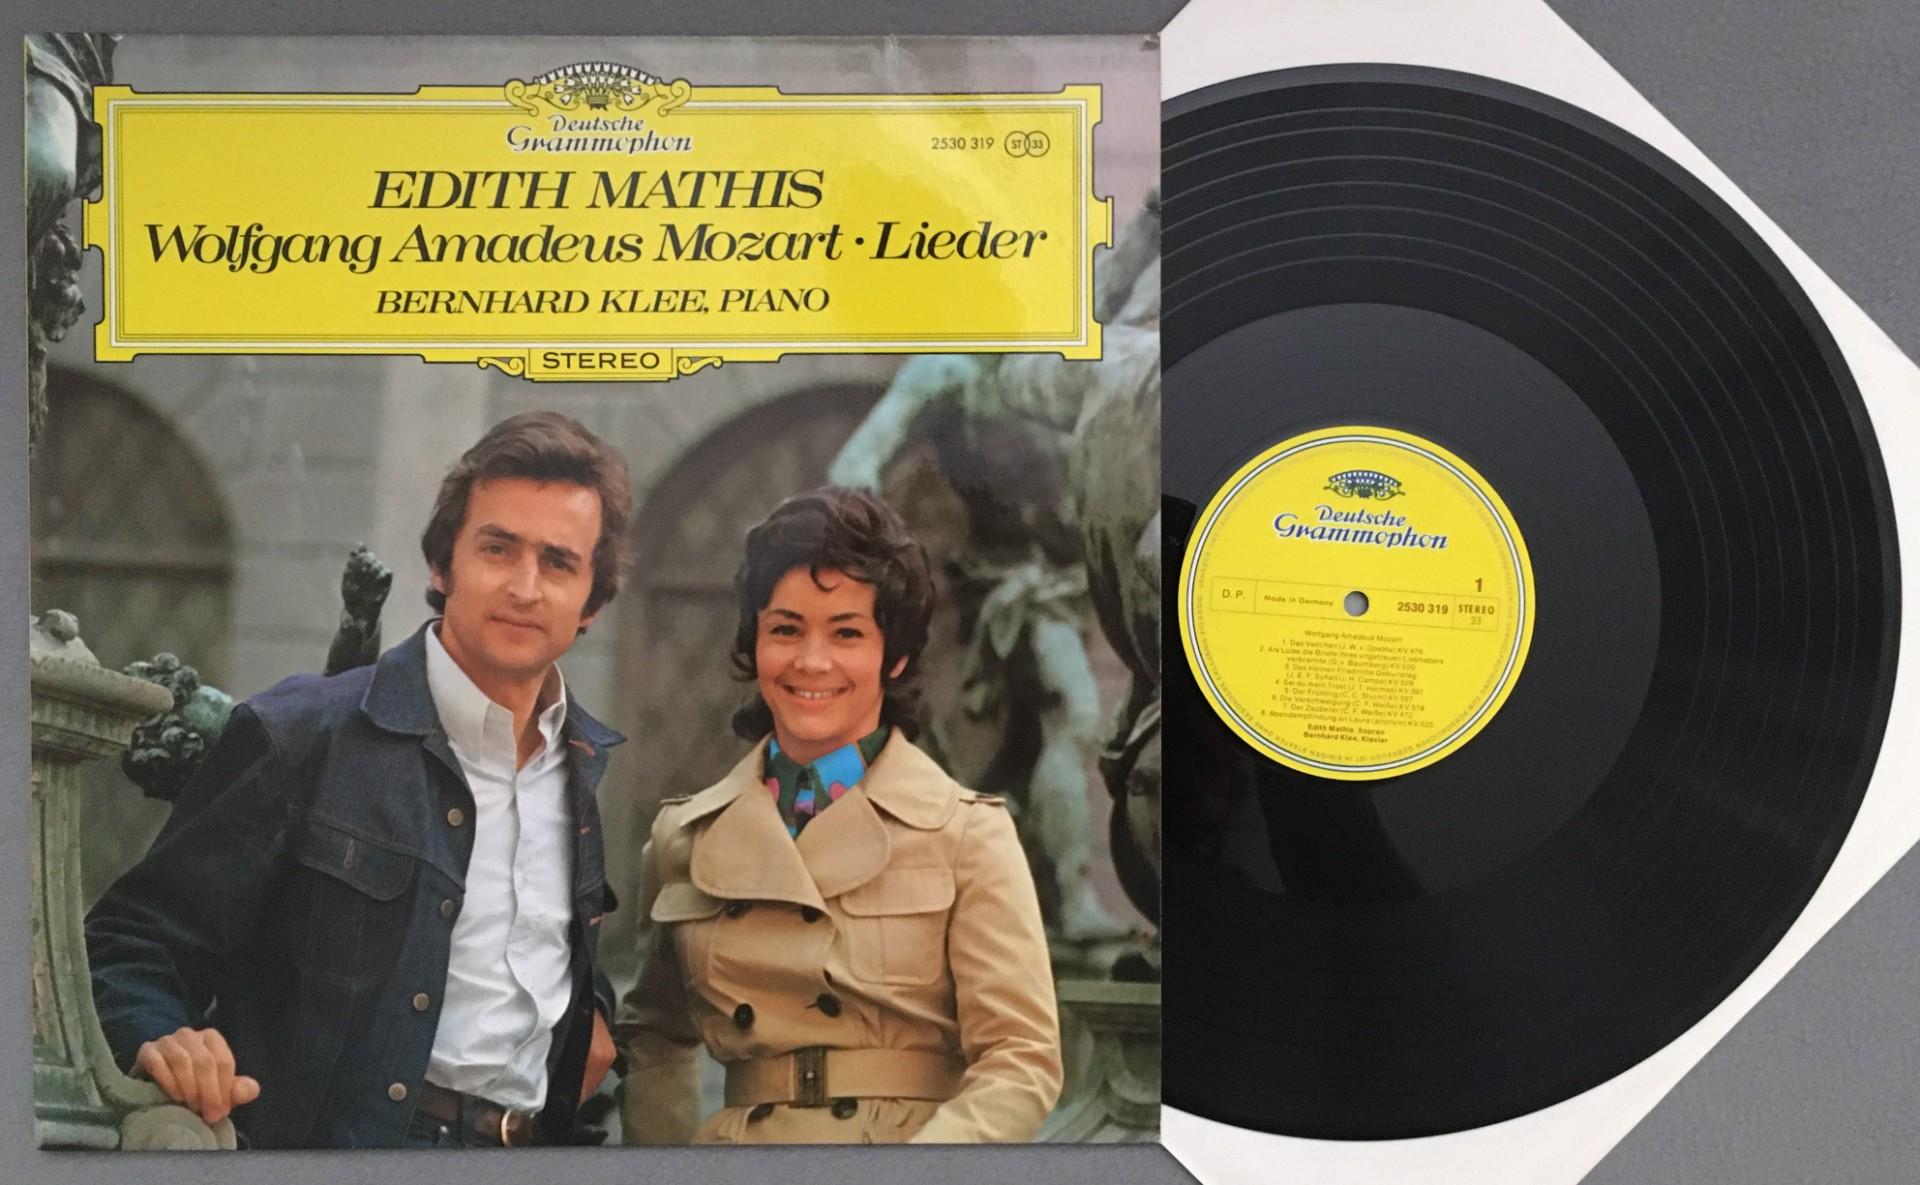 Deutsche
Grammophon
2530 319 ST 33
EDITH MATHIS
Wolfgang Amadeus Mozart · Lieder
BERNHARD KLEE, PIANO
STEREO
Deutsche
Grammophon
1
D. P. Made in Germany 2530 319 STEREO
33
Wolfgang Amadeus Mozart
1. Das Veilchen (J. W. v. Goethe) KV 476
2. Als Luise die Briefe ihres ungetreuen Liebhabers
verbrannte (G. v. Baumberg) KV 520
3. Des kleinen Friedrichs Geburtstag
(J. E. F. Schall/J. H. Campe) KV 529
4. Sei du mein Trost (J. T. Hermes) KV 391
5. Der Frühling (C. C. Sturm) KV 597
6. Die Verschweigung (C. F. Weiße) KV 518
7. Der Zauberer (C. F. Weiße) KV 472
8. Abendempfindung an Laura (anonym) KV 523
Edith Mathis, Sopran
Bernhard Klee, Klavier